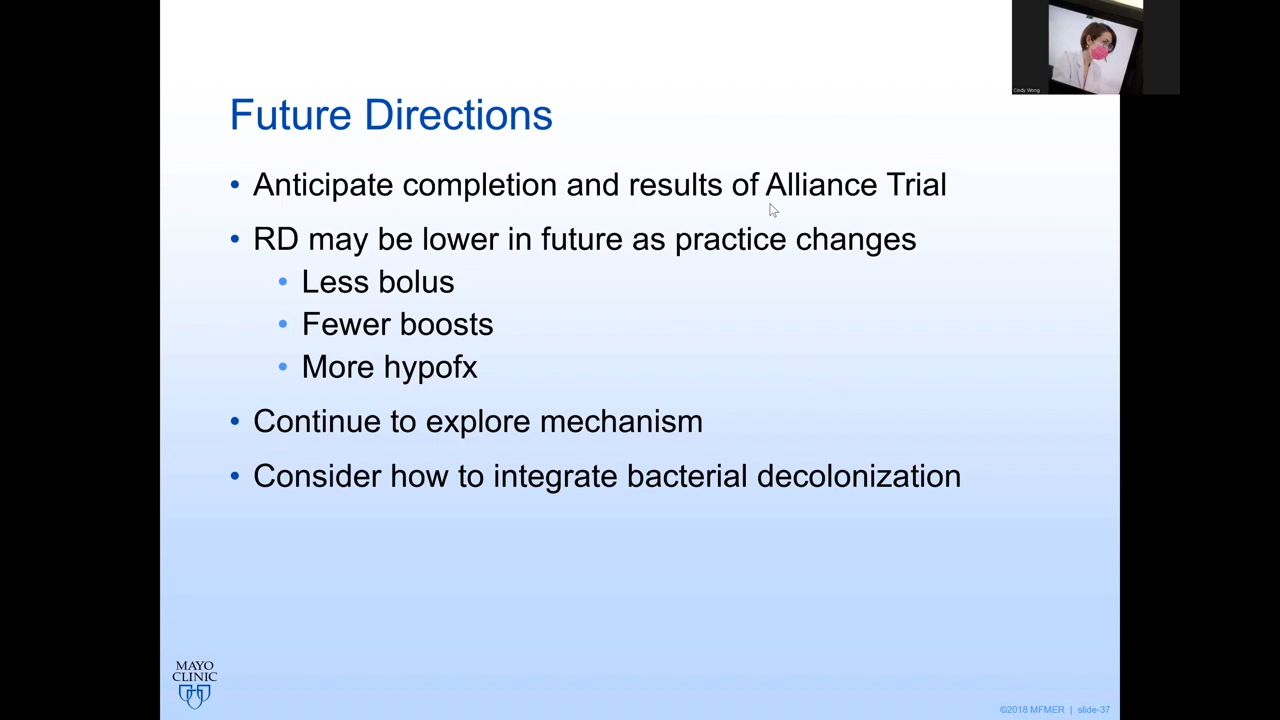 Cindy Wong
Future Directions
• Anticipate completion and results of Alliance Trial
• RD may be lower in future as practice changes
• Less bolus
• Fewer boosts
• More hypofx
• Continue to explore mechanism
• Consider how to integrate bacterial decolonization
MAYO
CLINIC
©2018 MFMER | slide-37